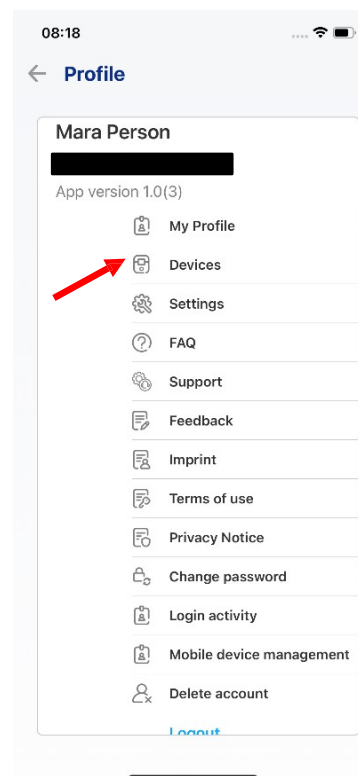 08:18
Profile
Mara Person
App version 1.0(3)
My Profile
Devices
Settings
FAQ
Support
Feedback
Imprint
Terms of use
Privacy Notice
Change password
Login activity
Mobile device management
Delete account
Logout